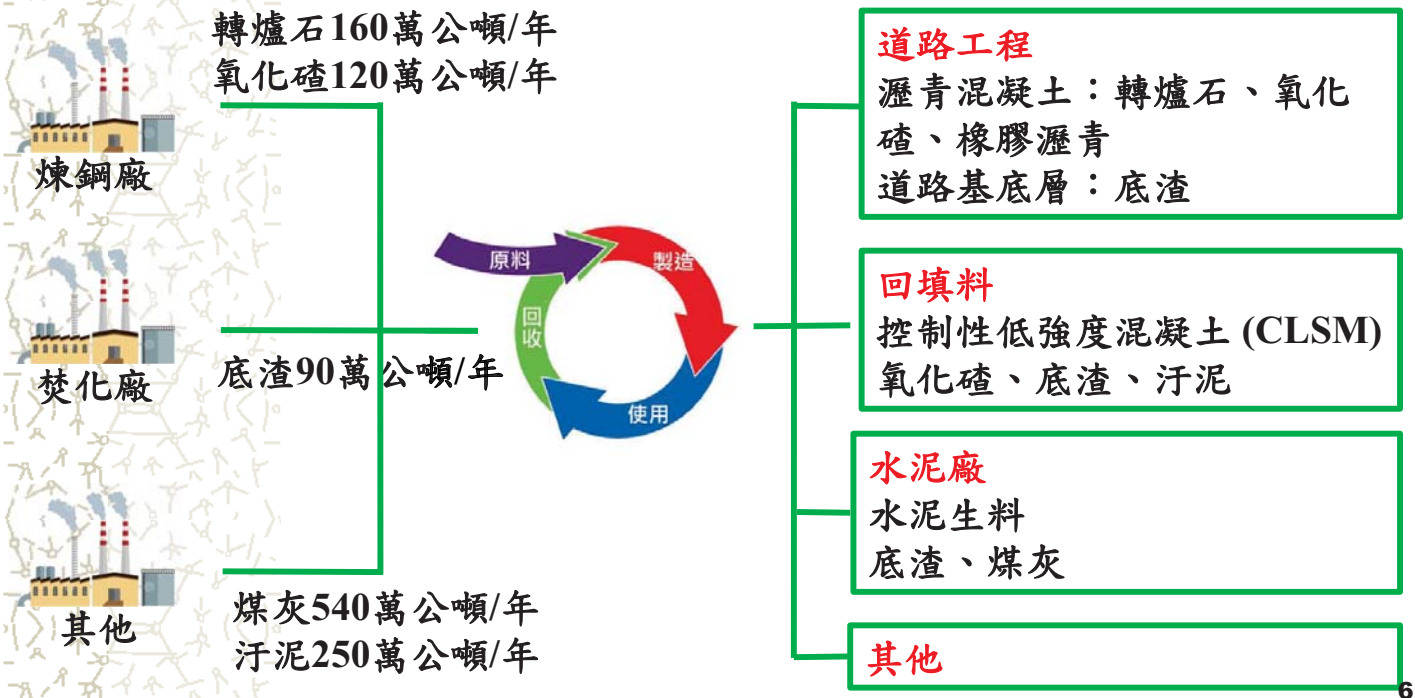 轉爐石160萬公噸/年
氧化碴120萬公噸/年
煉鋼廠
底渣90萬公噸/年
焚化廠
煤灰540萬公噸/年
汙泥250萬公噸/年
其他
原料
製造
使用
回收
道路工程
瀝青混凝土：轉爐石、氧化
碴、橡膠瀝青
道路基底層：底渣
回填料
控制性低強度混凝土 (CLSM)
氧化碴、底渣、汙泥
水泥廠
水泥生料
底渣、煤灰
其他
6